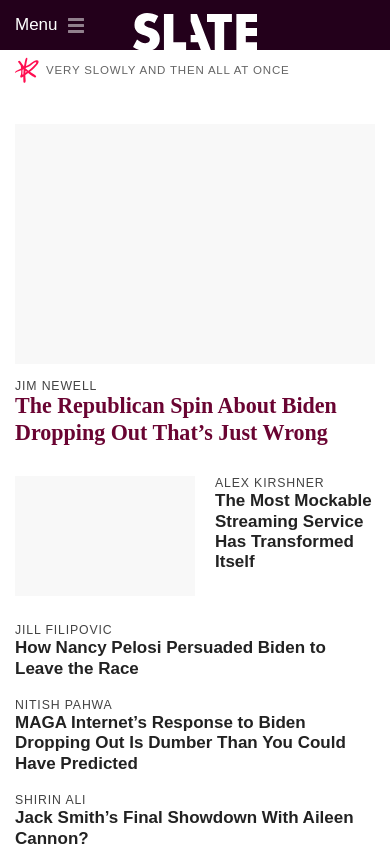 Menu
SLATE
VERY SLOWLY AND THEN ALL AT ONCE
JIM NEWELL
The Republican Spin About Biden
Dropping Out That’s Just Wrong
ALEX KIRSHNER
The Most Mockable
Streaming Service
Has Transformed
Itself
JILL FILIPOVIC
How Nancy Pelosi Persuaded Biden to
Leave the Race
NITISH PAHWA
MAGA Internet’s Response to Biden
Dropping Out Is Dumber Than You Could
Have Predicted
SHIRIN ALI
Jack Smith’s Final Showdown With Aileen
Cannon?